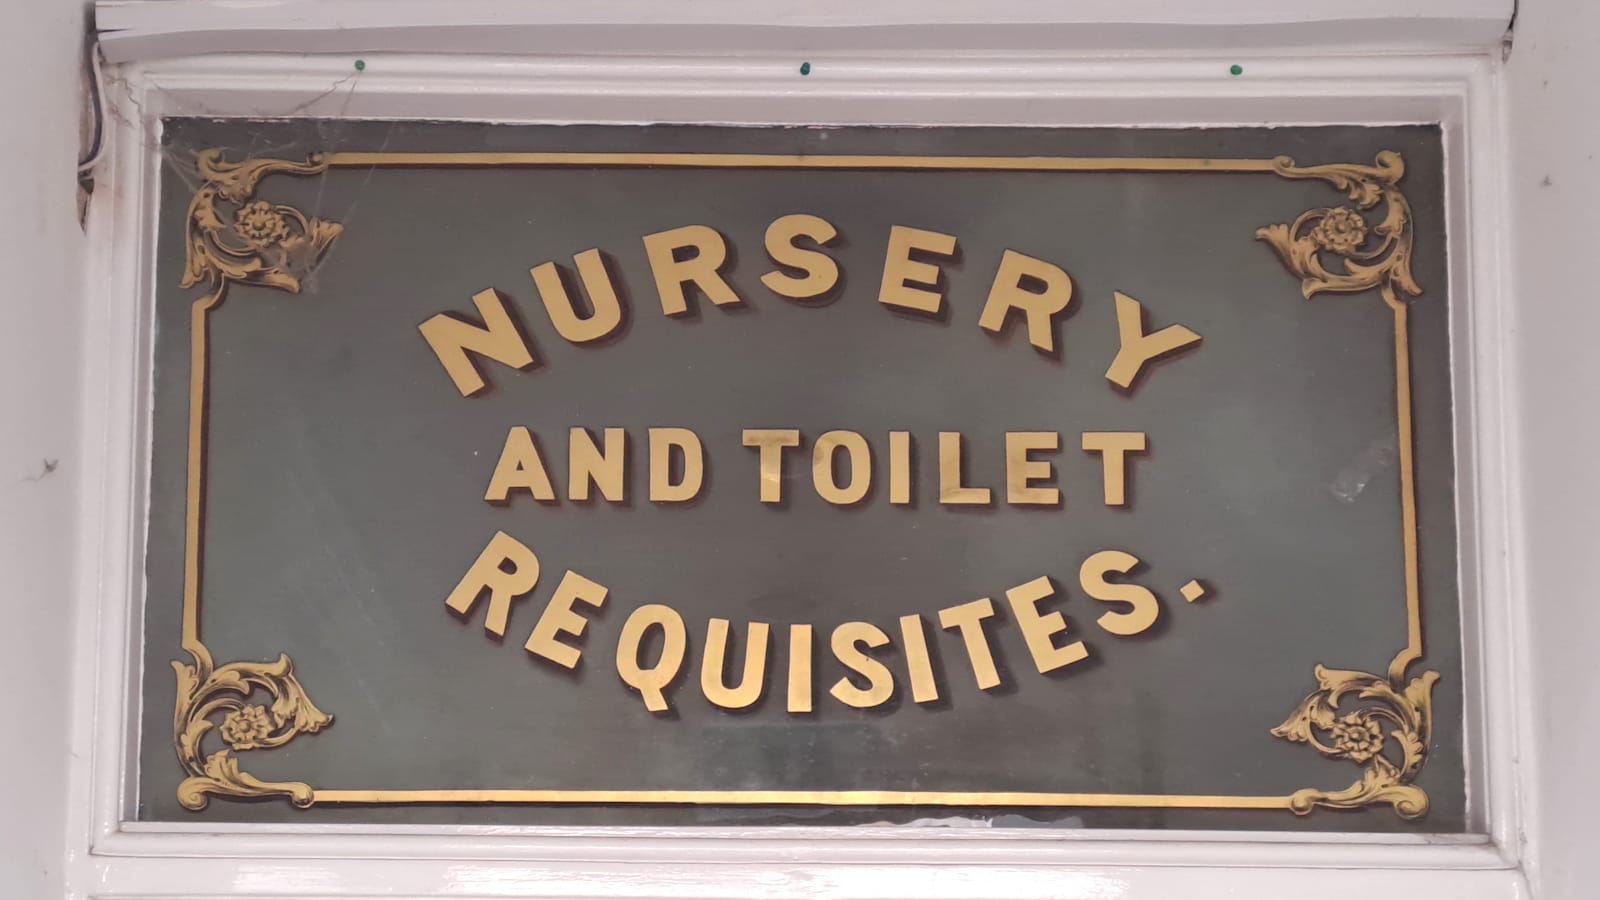 NURSERY
AND TOILET
REQUISITES.